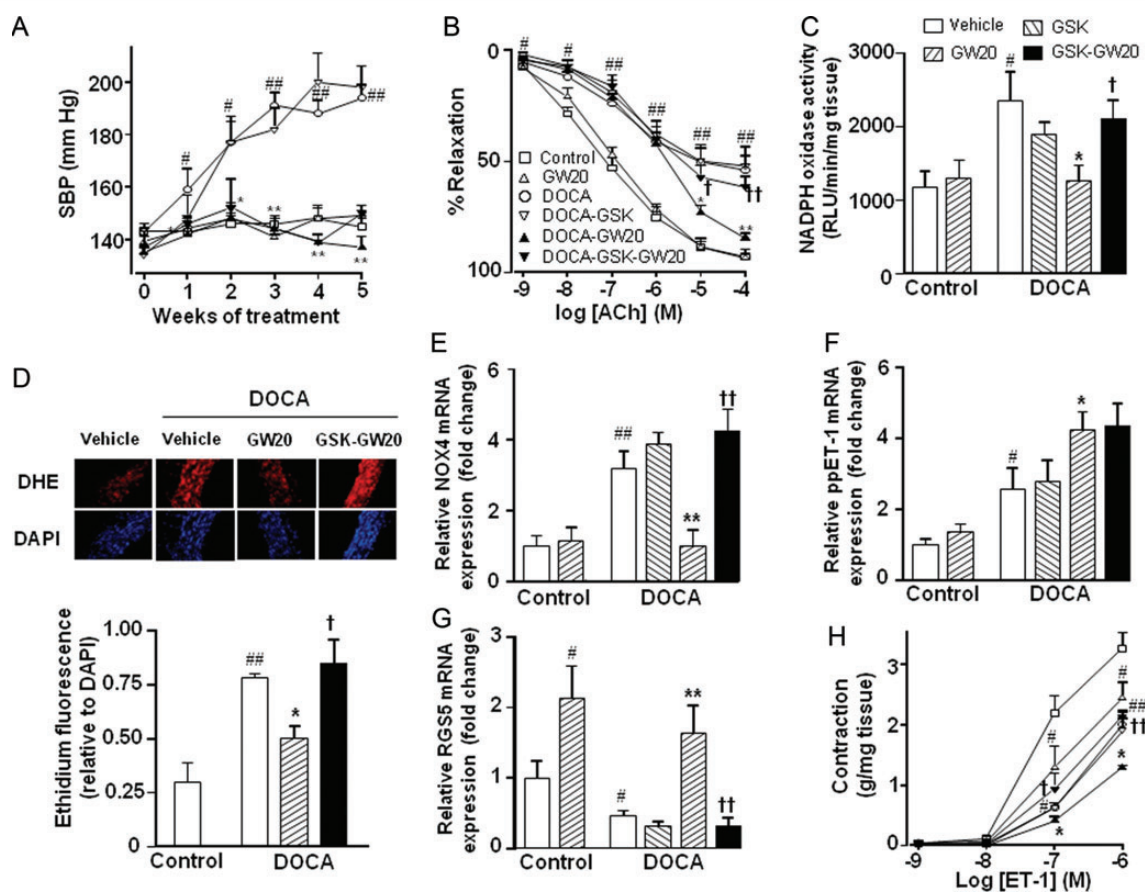 A
SBP (mm Hg)
200
180
160
140
0 1 2 3 4 5
Weeks of treatment
# # ## ## ##
* ** ** **
B
% Relaxation
0
50
100
-9 -8 -7 -6 -5 -4
log [ACh] (M)
# # ## ## ## ##
Control
GW20
DOCA
DOCA-GSK
DOCA-GW20
DOCA-GSK-GW20
† ††
* **
C
Vehicle
GSK
GW20
GSK-GW20
NADPH oxidase activity
(RLU/min/mg tissue)
3000
2000
1000
0
# * †
Control DOCA
D
DOCA
Vehicle Vehicle GW20 GSK-GW20
DHE
DAPI
Ethidium fluorescence
(relative to DAPI)
1.00
0.75
0.50
0.25
0
## * †
Control DOCA
E
Relative NOX4 mRNA
expression (fold change)
6
4
2
0
## ** ††
Control DOCA
F
Relative ppET-1 mRNA
expression (fold change)
6
4
2
0
# *
Control DOCA
G
Relative RGS5 mRNA
expression (fold change)
3
2
1
0
# # ** ††
Control DOCA
H
Contraction
(g/mg tissue)
3
2
1
0
-9 -8 -7 -6
Log [ET-1] (M)
# † # *
# ## †† *